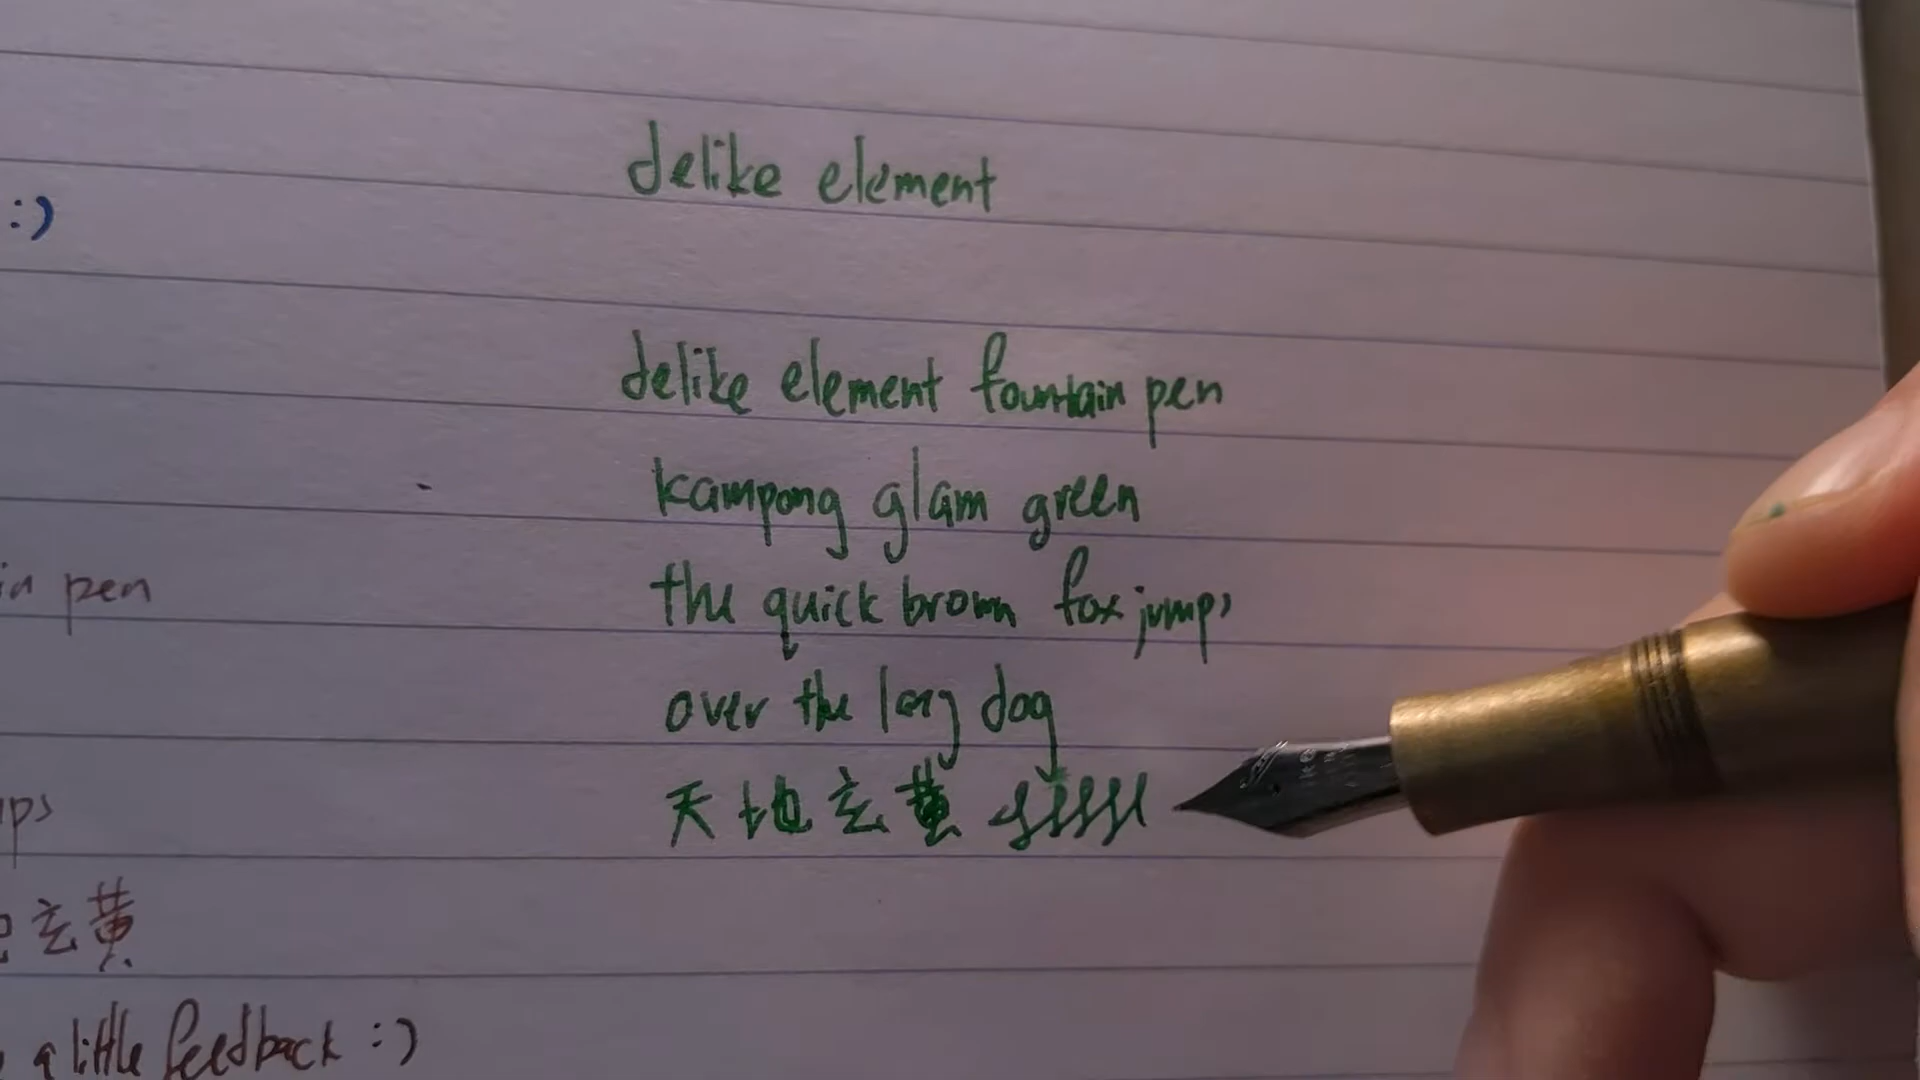 :)
in pen
ps
玄黄
a little feedback :)
delike element
delike element fountain pen
kampong glam green
the quick brown fox jumps
over the lazy dog
天地玄黄